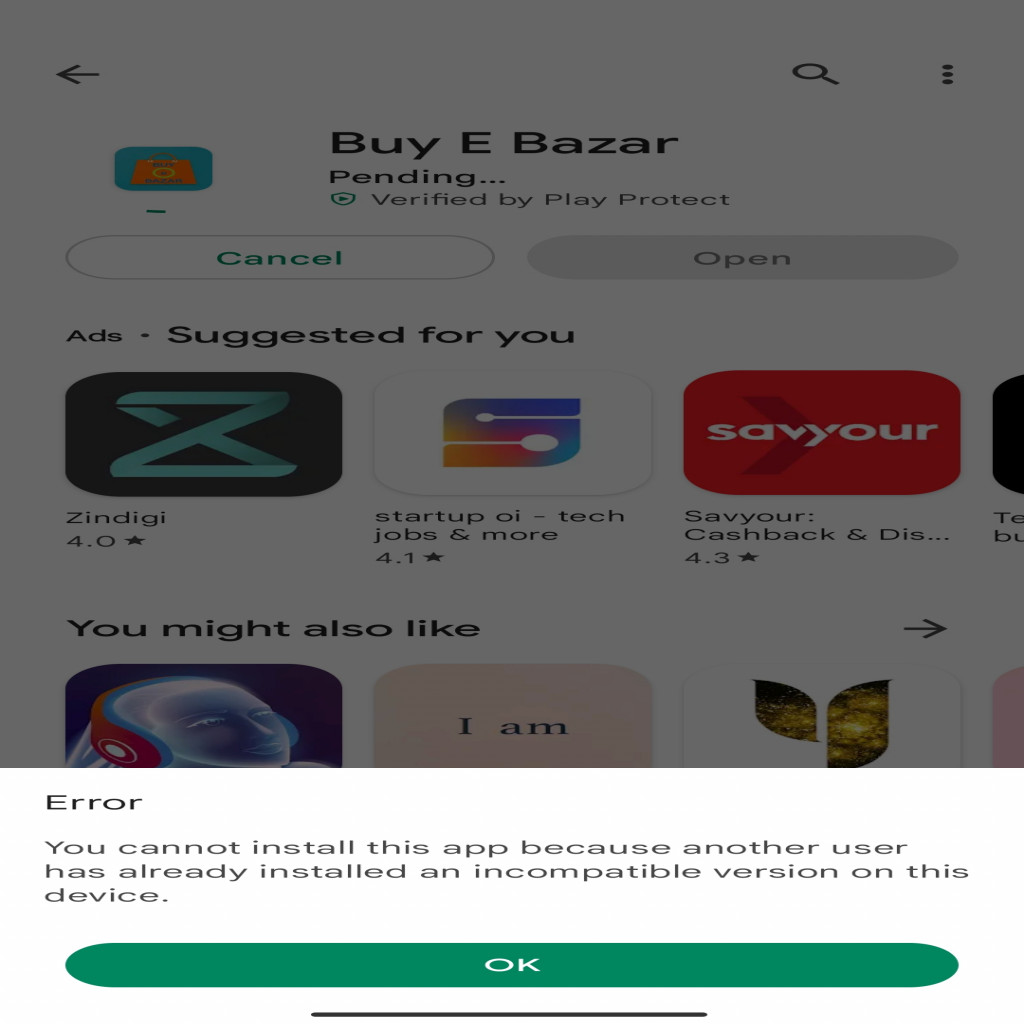 Buy E Bazar
Pending...
Verified by Play Protect
Cancel
Open
Ads • Suggested for you
savyour
Zindigi
4.0 ★
startup oi - tech
jobs & more
4.1 ★
Savyour:
Cashback & Dis...
4.3 ★
Te
bu
You might also like
I am
Error
You cannot install this app because another user
has already installed an incompatible version on this
device.
OK